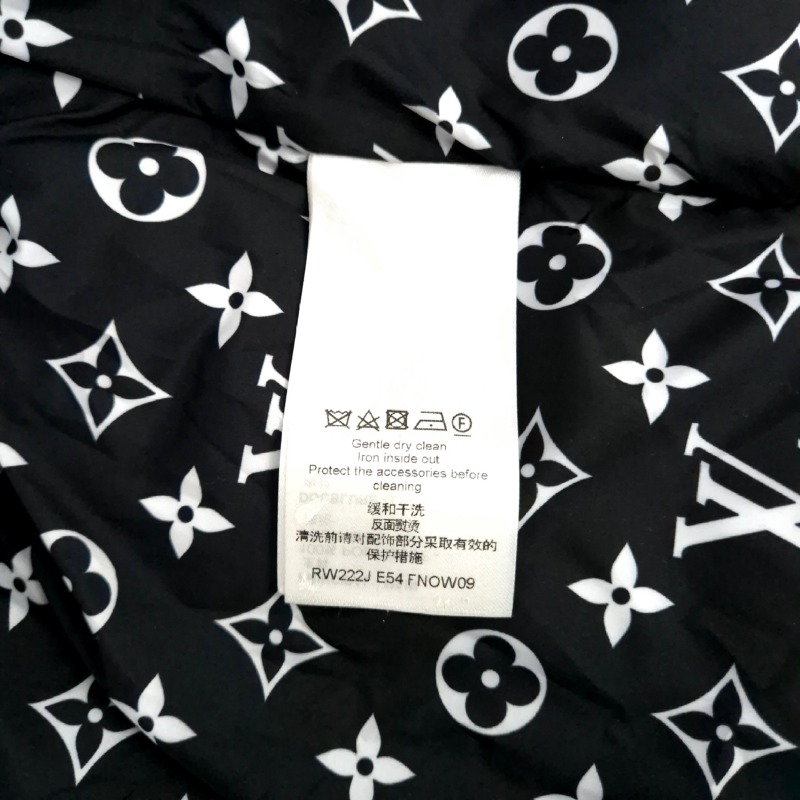 Gentle dry clean
Iron inside out
Protect the accessories before
cleaning
缓和干洗
反面熨烫
清洗前请对配饰部分采取有效的
保护措施
RW222J E54 FNOW09